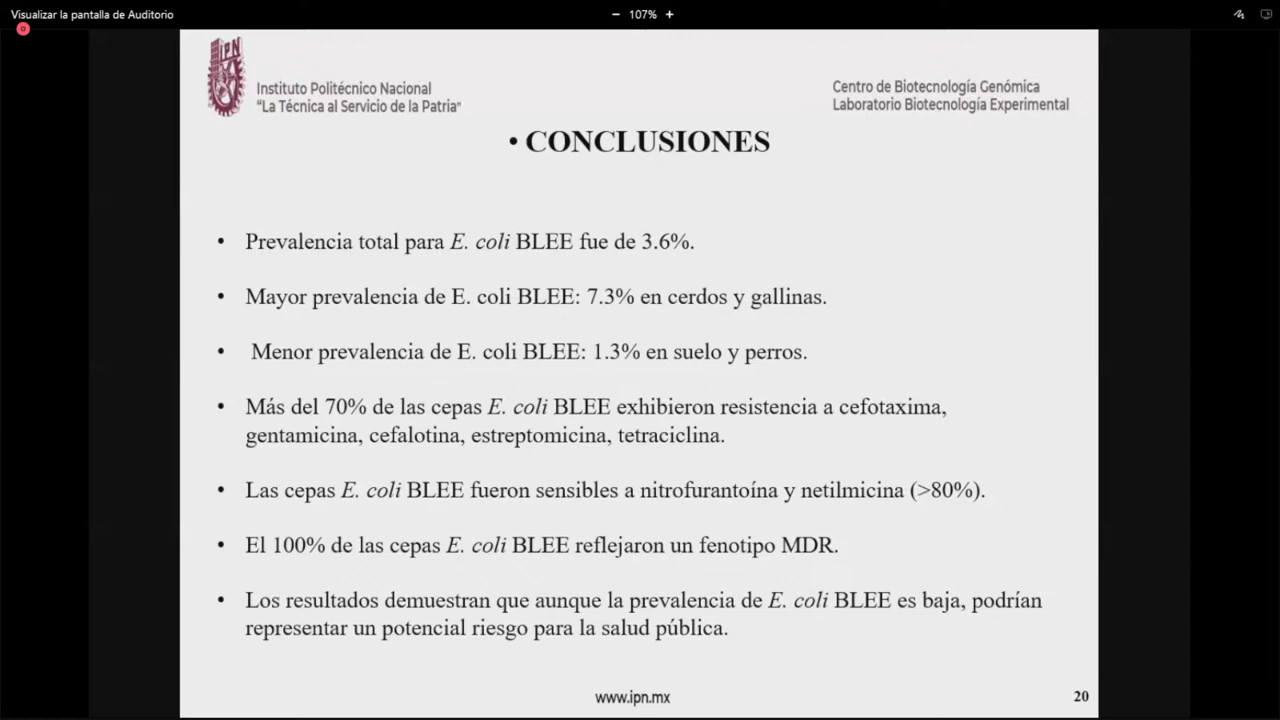 Visualizar la pantalla de Auditorio
− 107% +
IPN
Instituto Politécnico Nacional
"La Técnica al Servicio de la Patria"
Centro de Biotecnología Genómica
Laboratorio Biotecnología Experimental
• CONCLUSIONES
• Prevalencia total para E. coli BLEE fue de 3.6%.
• Mayor prevalencia de E. coli BLEE: 7.3% en cerdos y gallinas.
• Menor prevalencia de E. coli BLEE: 1.3% en suelo y perros.
• Más del 70% de las cepas E. coli BLEE exhibieron resistencia a cefotaxima,
gentamicina, cefalotina, estreptomicina, tetraciclina.
• Las cepas E. coli BLEE fueron sensibles a nitrofurantoína y netilmicina (>80%).
• El 100% de las cepas E. coli BLEE reflejaron un fenotipo MDR.
• Los resultados demuestran que aunque la prevalencia de E. coli BLEE es baja, podrían
representar un potencial riesgo para la salud pública.
www.ipn.mx
20